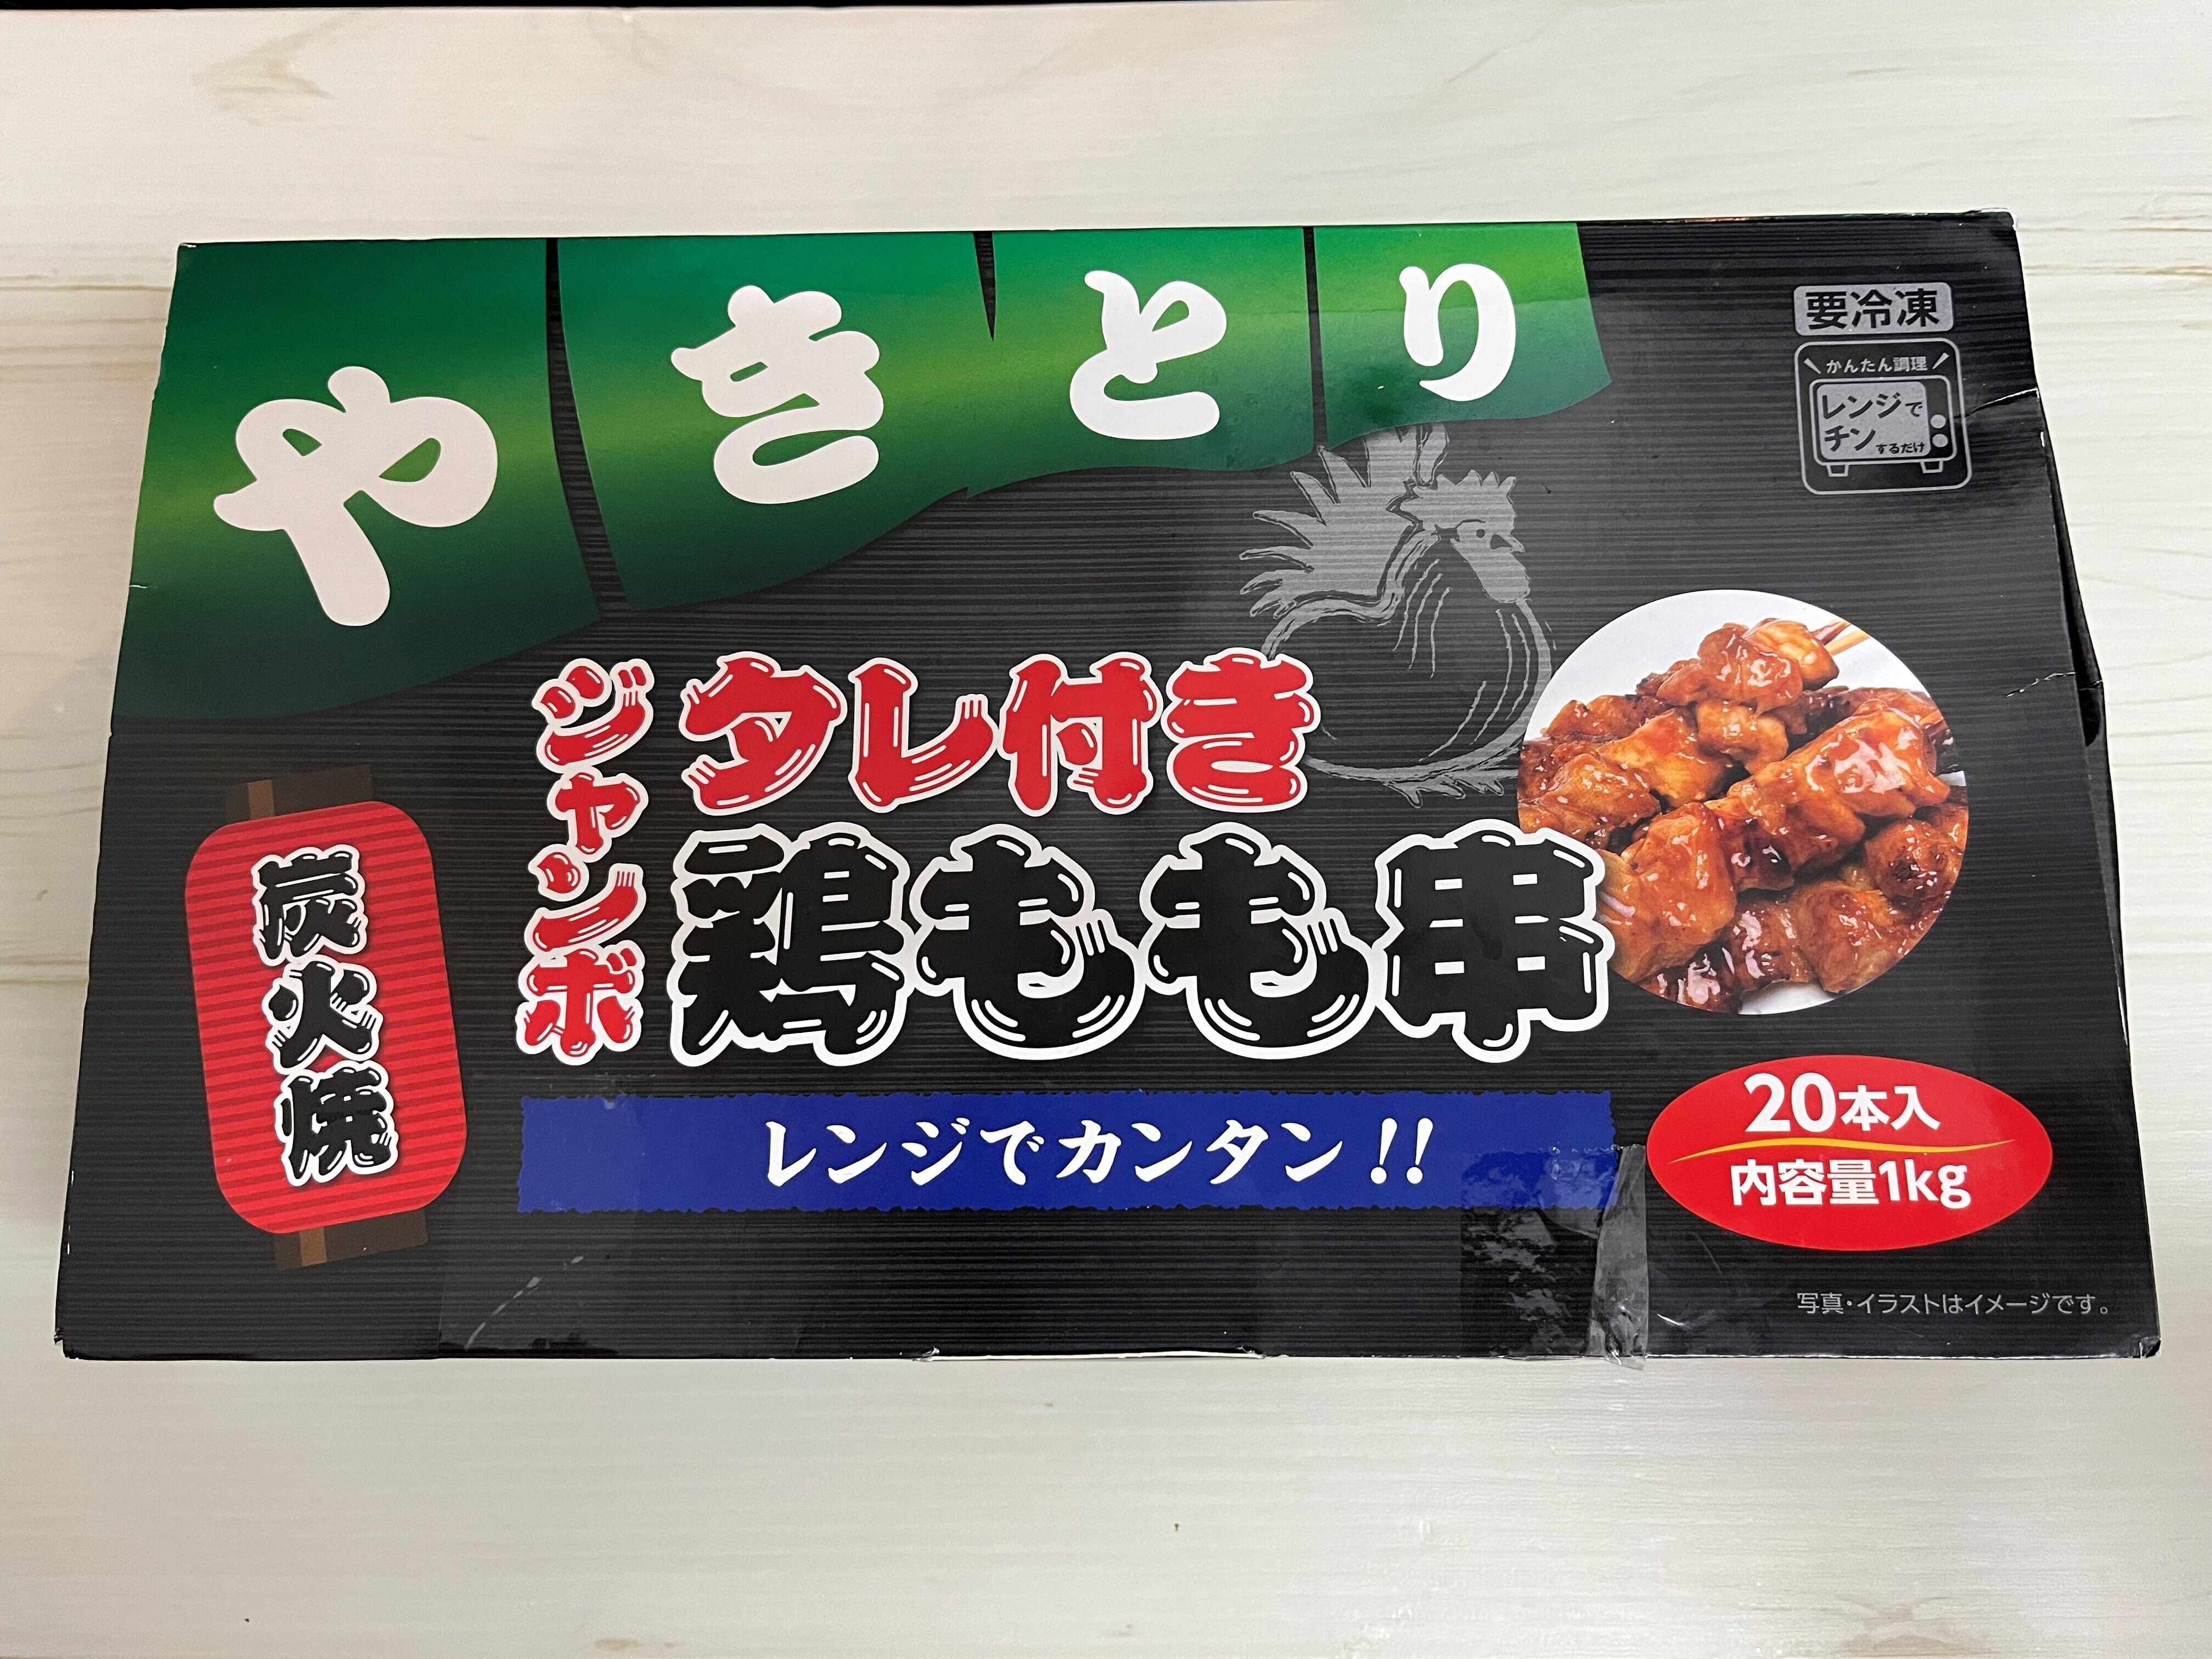 やきとり
要冷凍
かんたん調理
レンジで
チンするだけ
ジャンボ
タレ付き
鶏もも串
炭火焼
レンジでカンタン!!
20本入
内容量1kg
写真・イラストはイメージです。